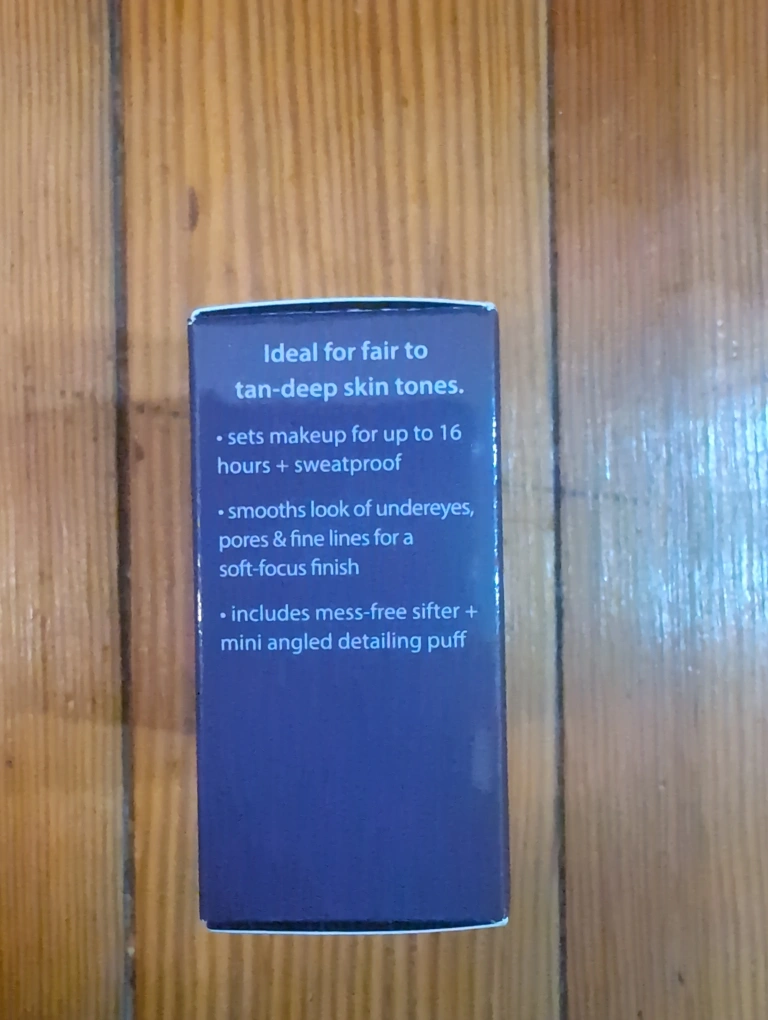 Ideal for fair to
tan-deep skin tones.
• sets makeup for up to 16
hours + sweatproof
• smooths look of undereyes,
pores & fine lines for a
soft-focus finish
• includes mess-free sifter +
mini angled detailing puff